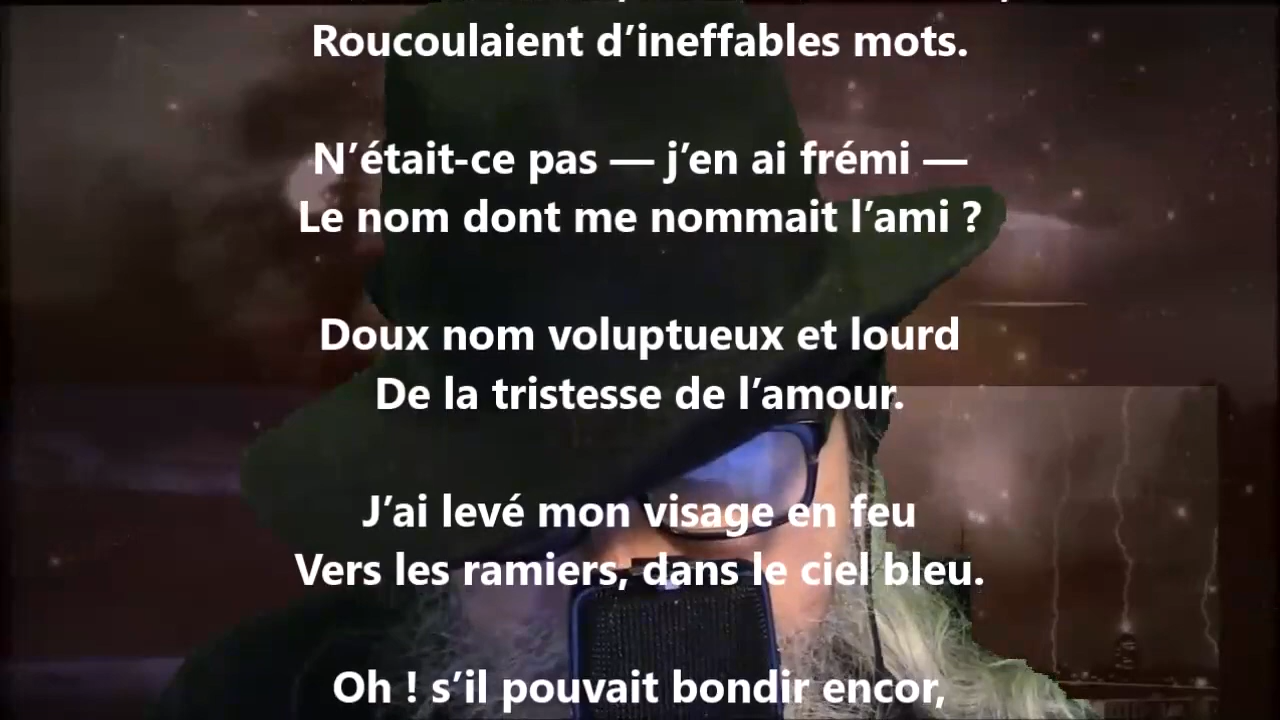 Roucoulaient d’ineffables mots.
N’était-ce pas — j’en ai frémi —
Le nom dont me nommait l’ami ?
Doux nom voluptueux et lourd
De la tristesse de l’amour.
J’ai levé mon visage en feu
Vers les ramiers, dans le ciel bleu.
Oh ! s’il pouvait bondir encor,